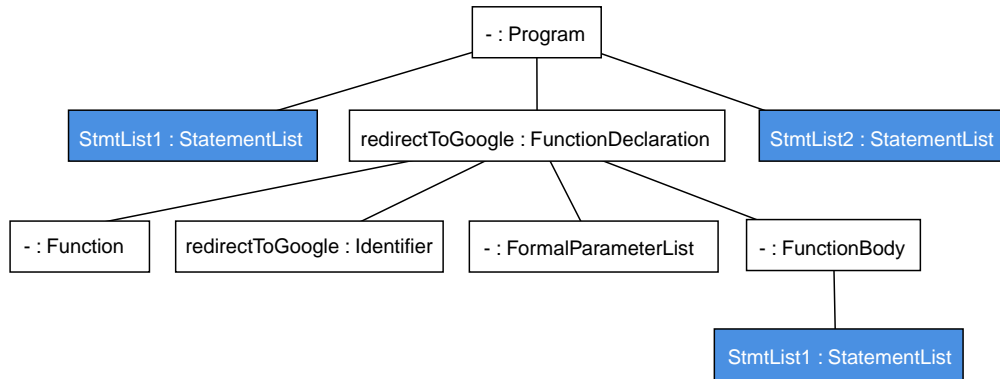 - : Program
StmtList1 : StatementList
redirectToGoogle : FunctionDeclaration
StmtList2 : StatementList
- : Function
redirectToGoogle : Identifier
- : FormalParameterList
- : FunctionBody
StmtList1 : StatementList